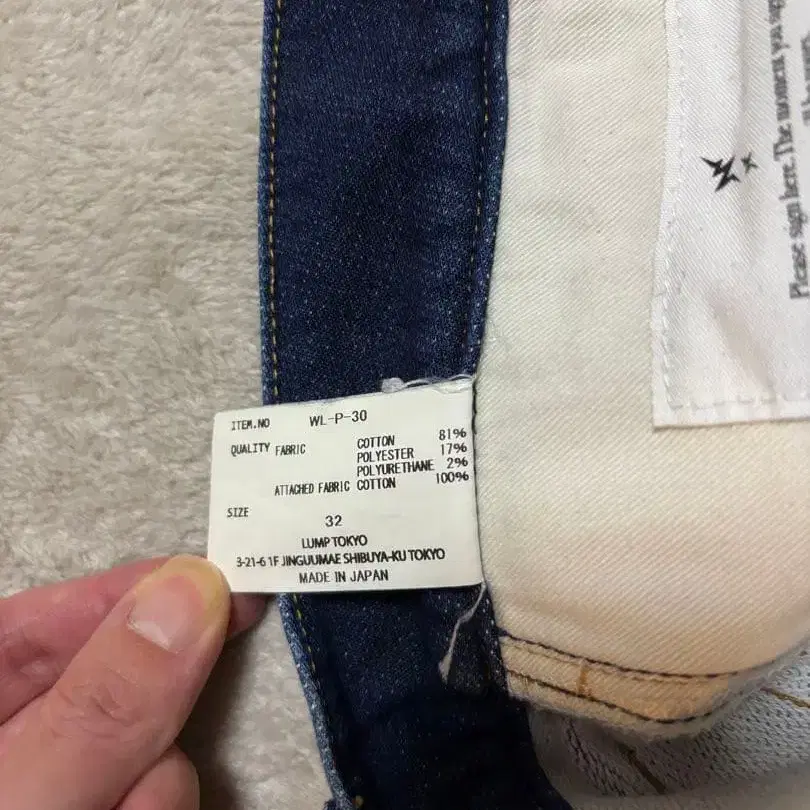 ITEM.NO WL-P-30
QUALITY FABRIC COTTON 81%
POLYESTER 17%
POLYURETHANE 2%
ATTACHED FABRIC COTTON 100%
SIZE
32
LUMP TOKYO
3-21-6 1F JINGUUMAE SHIBUYA-KU TOKYO
MADE IN JAPAN
Please sign here.The moment you